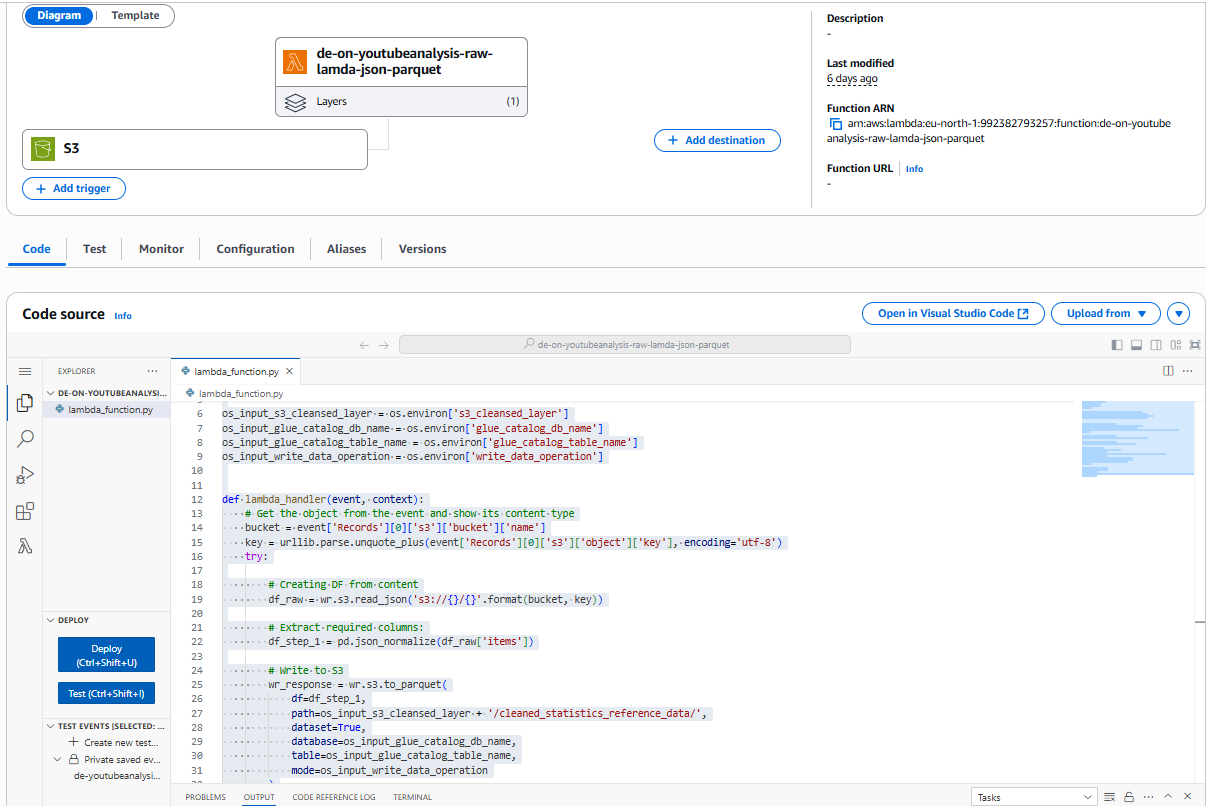 Diagram
Template
de-on-youtubeanalysis-raw-
lamda-json-parquet
Layers
(1)
S3
+ Add trigger
+ Add destination
Description
-
Last modified
6 days ago
Function ARN
arn:aws:lambda:eu-north-1:992382793257:function:de-on-youtube
analysis-raw-lamda-json-parquet
Function URL
Info
-
Code
Test
Monitor
Configuration
Aliases
Versions
Code source
Info
Open in Visual Studio Code
Upload from
de-on-youtubeanalysis-raw-lamda-json-parquet
EXPLORER
DE-ON-YOUTUBEANALYSI...
lambda_function.py
lambda_function.py
lambda_function.py
6 os_input_s3_cleansed_layer = os.environ['s3_cleansed_layer']
7 os_input_glue_catalog_db_name = os.environ['glue_catalog_db_name']
8 os_input_glue_catalog_table_name = os.environ['glue_catalog_table_name']
9 os_input_write_data_operation = os.environ['write_data_operation']
10
11
12 def lambda_handler(event, context):
13     # Get the object from the event and show its content type
14     bucket = event['Records'][0]['s3']['bucket']['name']
15     key = urllib.parse.unquote_plus(event['Records'][0]['s3']['object']['key'], encoding='utf-8')
16     try:
17
18         # Creating DF from content
19         df_raw = wr.s3.read_json('s3://{}/{}'.format(bucket, key))
20
21         # Extract required columns:
22         df_step_1 = pd.json_normalize(df_raw['items'])
23
24         # Write to S3
25         wr_response = wr.s3.to_parquet(
26             df=df_step_1,
27             path=os_input_s3_cleansed_layer + '/cleaned_statistics_reference_data/',
28             dataset=True,
29             database=os_input_glue_catalog_db_name,
30             table=os_input_glue_catalog_table_name,
31             mode=os_input_write_data_operation
DEPLOY
Deploy
(Ctrl+Shift+U)
Test (Ctrl+Shift+I)
TEST EVENTS [SELECTED: ...
+ Create new test...
Private saved ev...
de-youtubeanalysi...
PROBLEMS
OUTPUT
CODE REFERENCE LOG
TERMINAL
Tasks